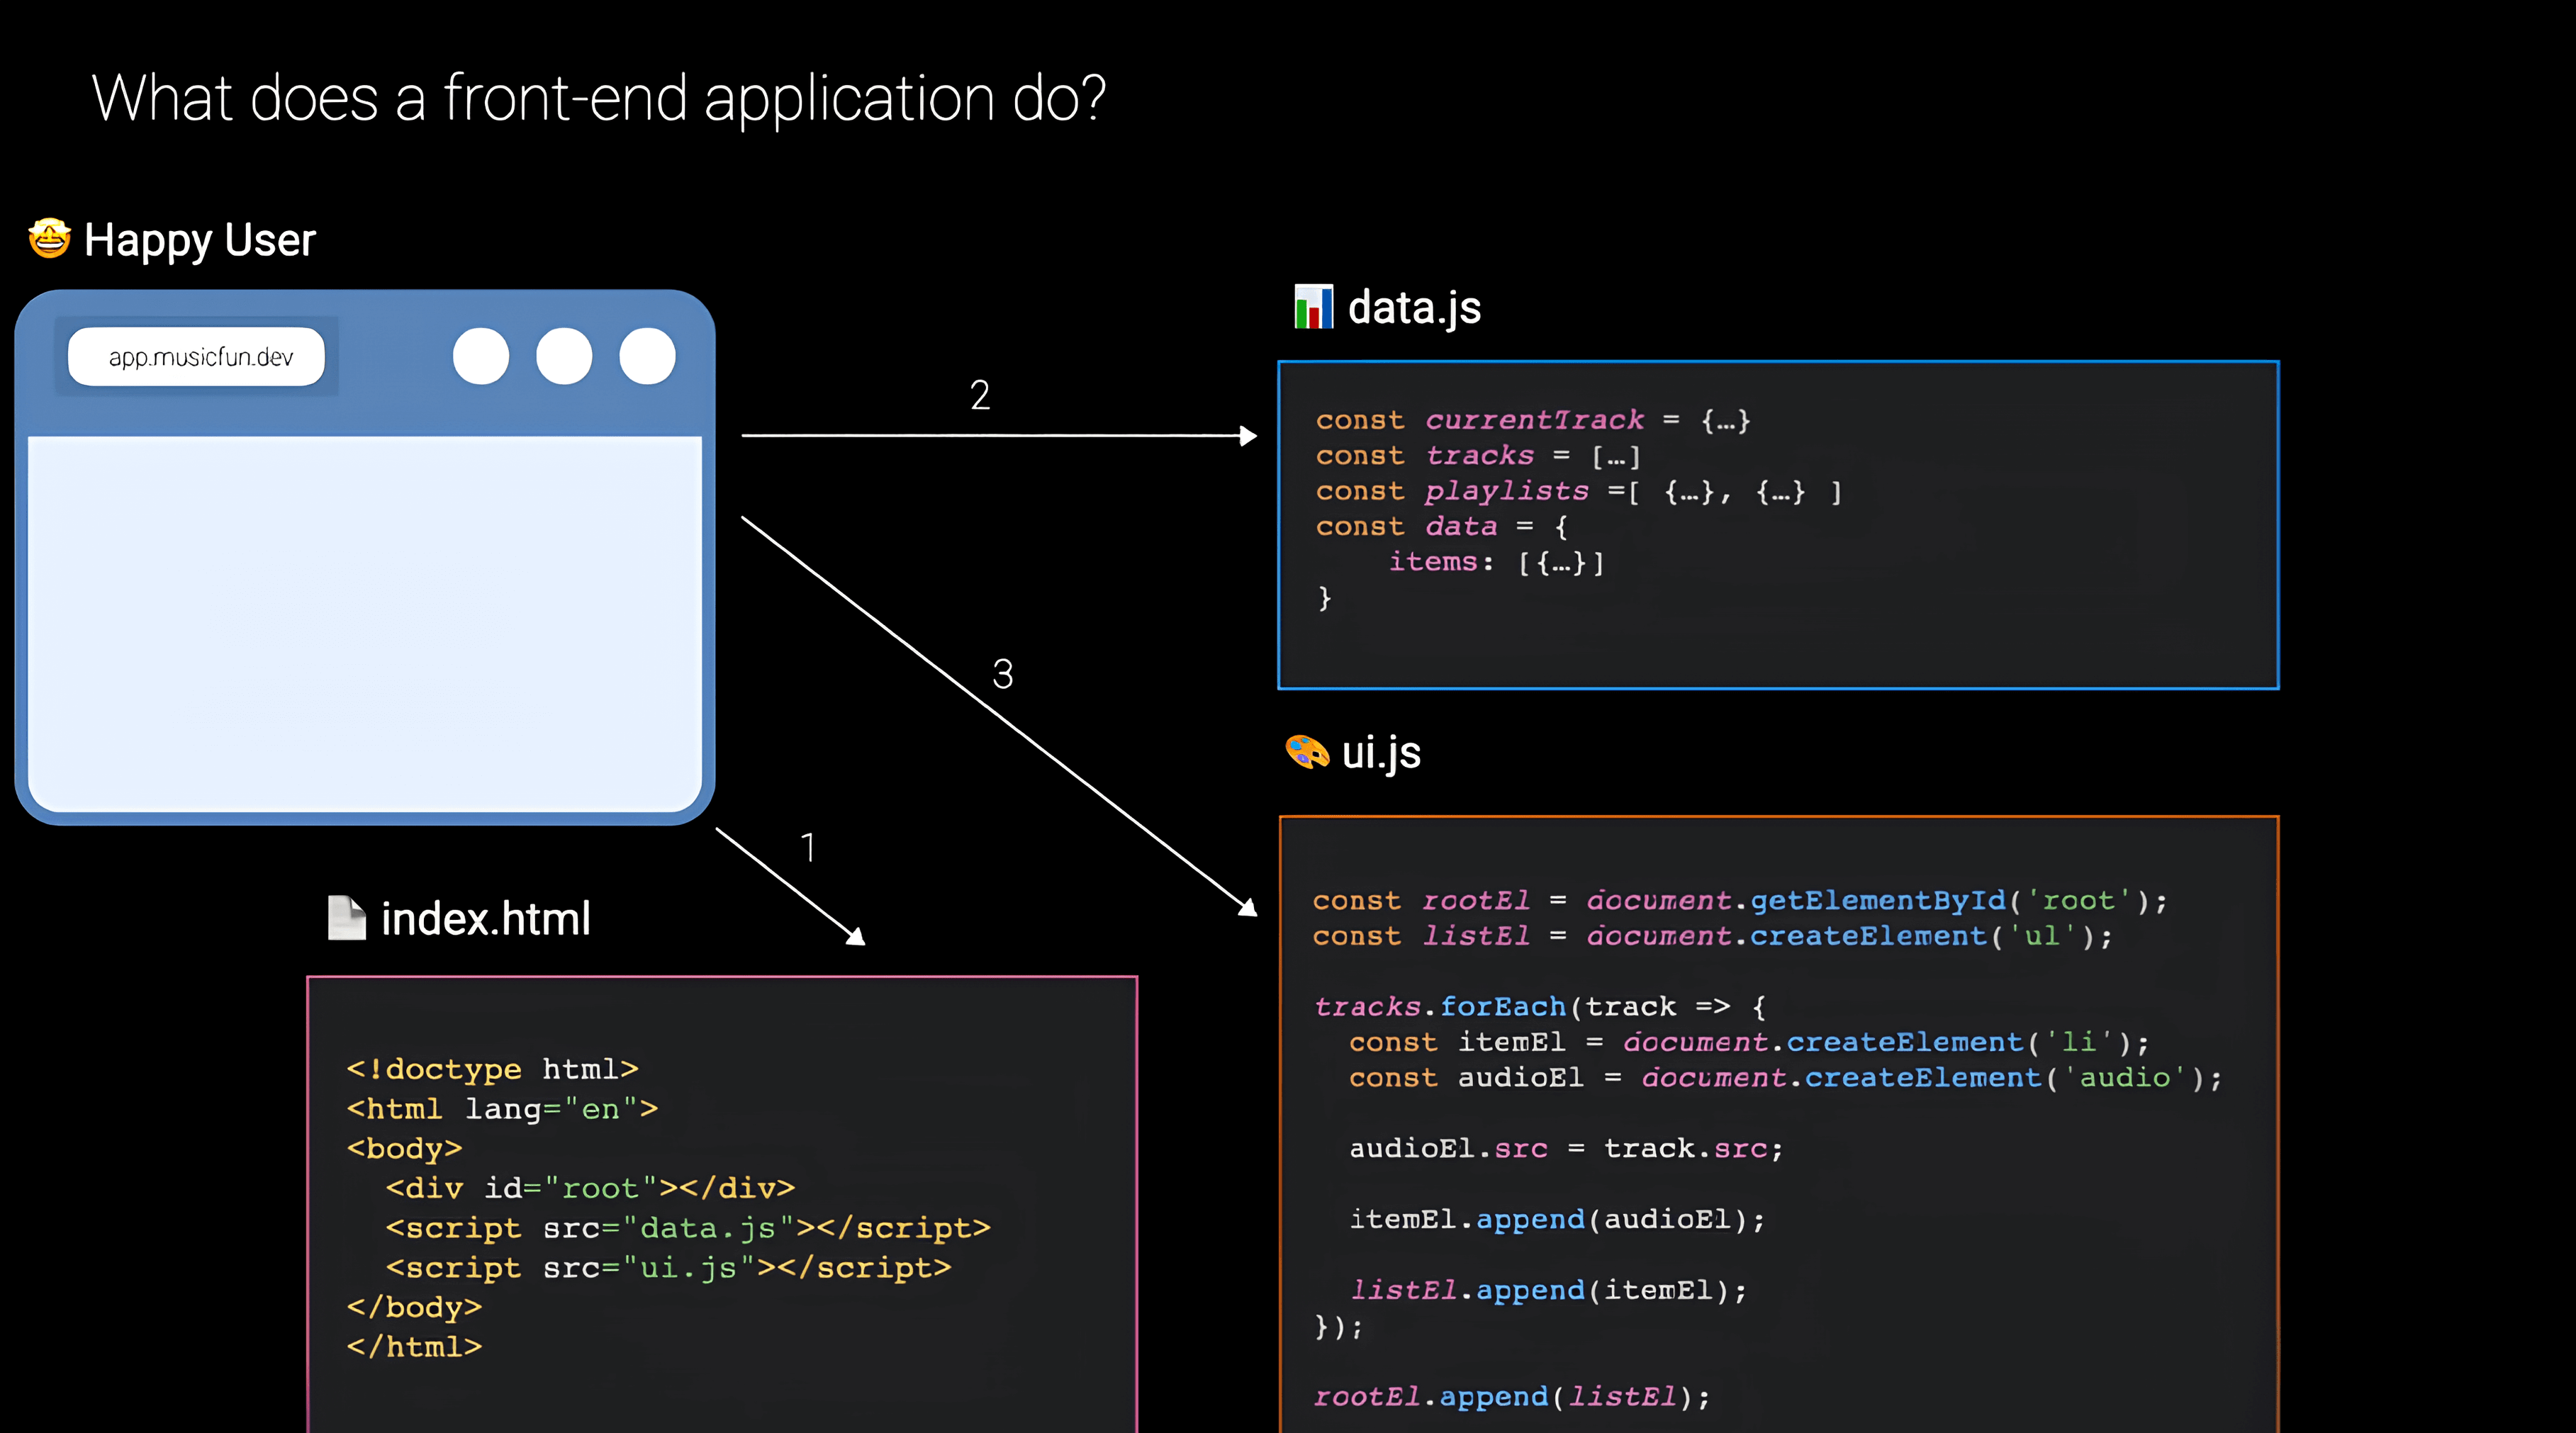 What does a front-end application do?
🤩 Happy User
app.musicfun.dev
2
3
1
📊 data.js
const currentTrack = {…}
const tracks = […]
const playlists =[ {…}, {…} ]
const data = {
    items: [{…}]
}
🎨 ui.js
const rootEl = document.getElementById('root');
const listEl = document.createElement('ul');
tracks.forEach(track => {
  const itemEl = document.createElement('li');
  const audioEl = document.createElement('audio');
  audioEl.src = track.src;
  itemEl.append(audioEl);
  listEl.append(itemEl);
});
rootEl.append(listEl);
📄 index.html
<!doctype html>
<html lang="en">
<body>
  <div id="root"></div>
  <script src="data.js"></script>
  <script src="ui.js"></script>
</body>
</html>